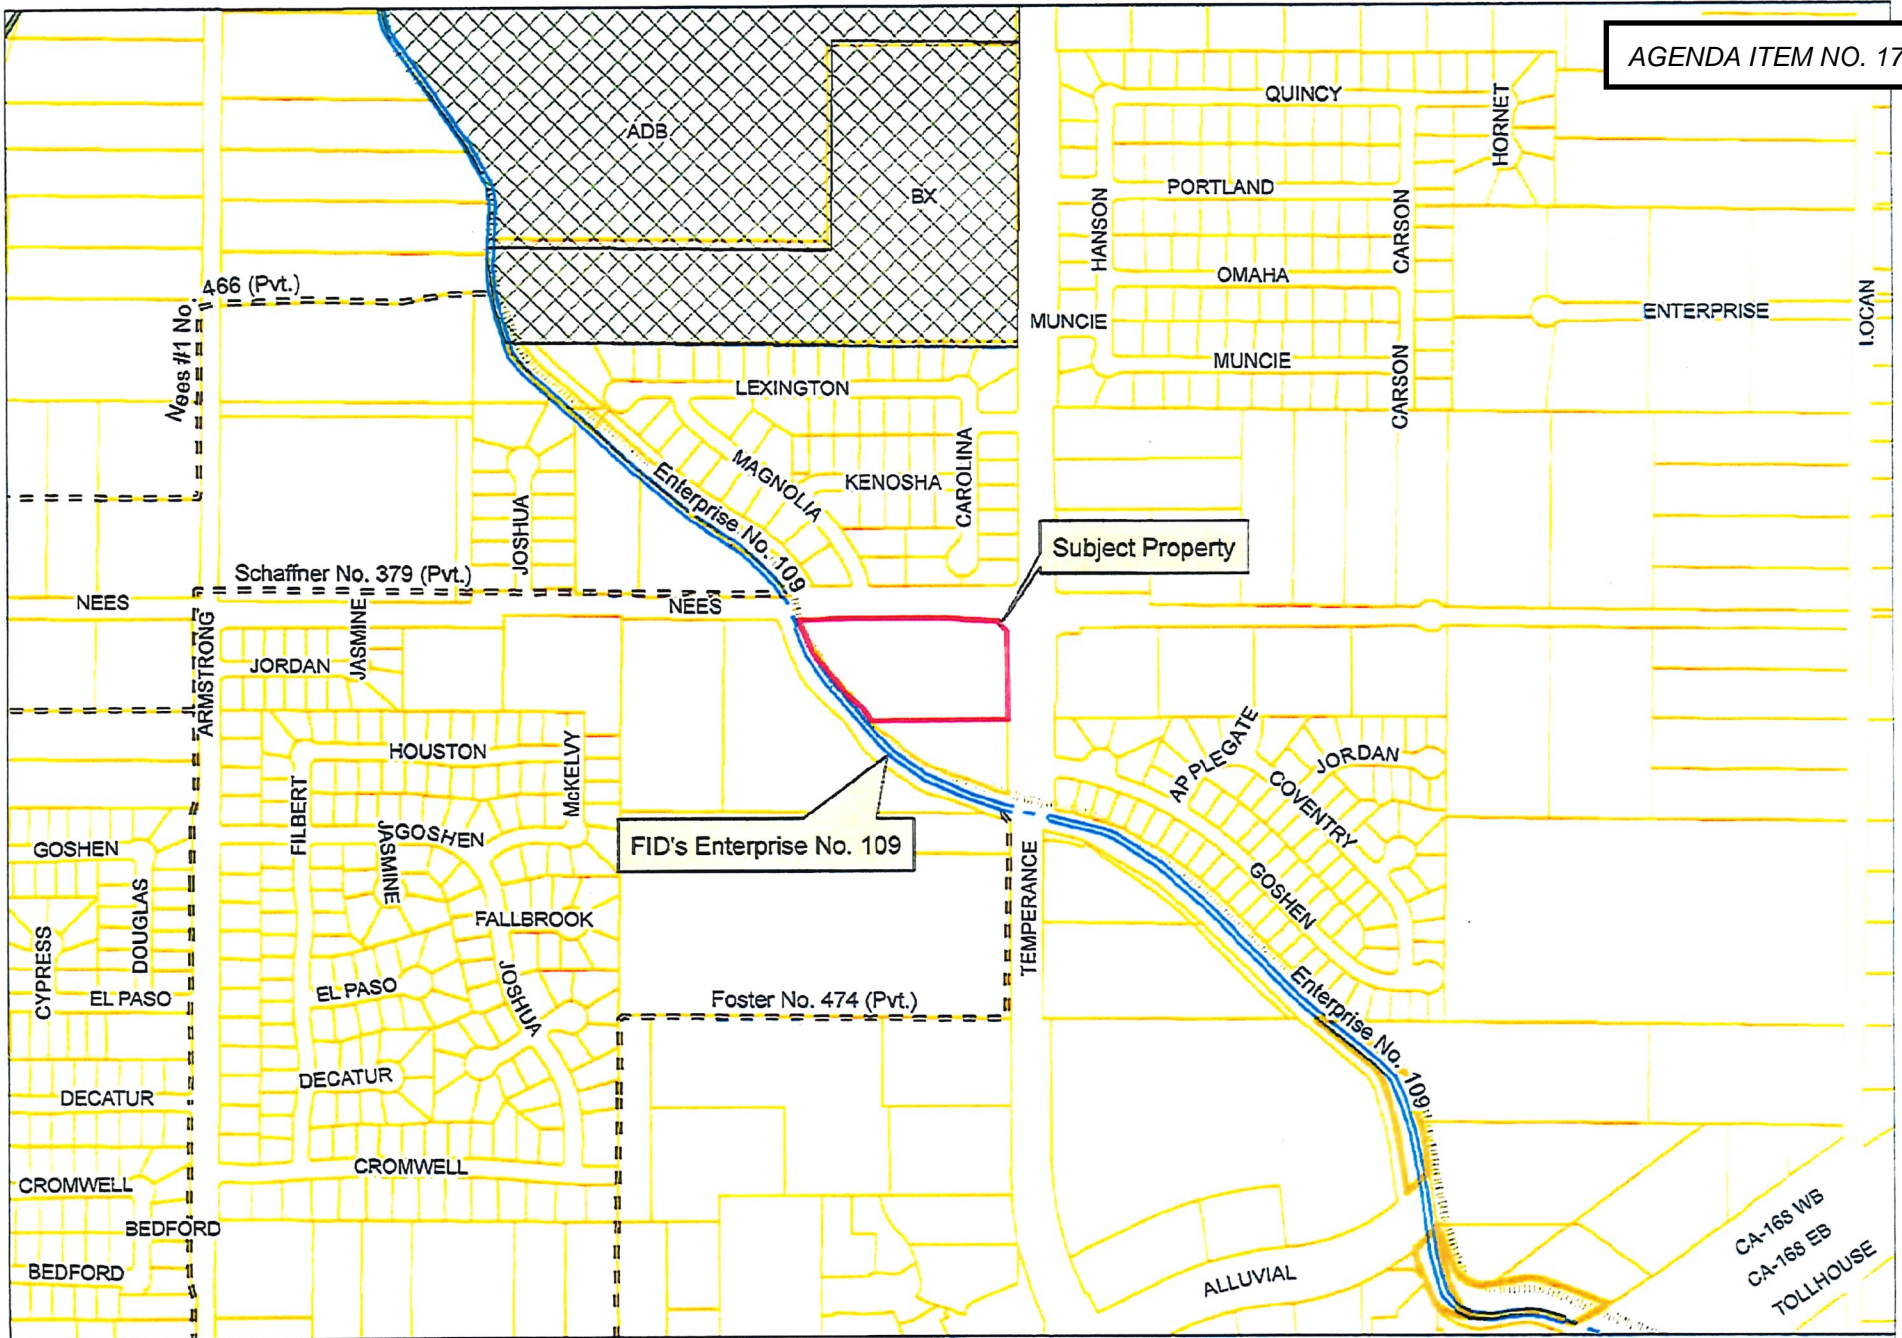 AGENDA ITEM NO. 17
QUINCY
HORNET
ADB
PORTLAND
BX
HANSON
CARSON
OMAHA
466 (Pvt.)
Nees #1 No.
MUNCIE
ENTERPRISE
LOCAN
MUNCIE
CARSON
LEXINGTON
MAGNOLIA
KENOSHA
CAROLINA
Enterprise No. 109
JOSHUA
Subject Property
Schaffner No. 379 (Pvt.)
NEES
NEES
ARMSTRONG
JASMINE
JORDAN
HOUSTON
McKELVY
APPLEGATE
JORDAN
COVENTRY
FILBERT
GOSHEN
JASMINE
GOSHEN
FID's Enterprise No. 109
TEMPERANCE
GOSHEN
DOUGLAS
CYPRESS
FALLBROOK
EL PASO
EL PASO
JOSHUA
Foster No. 474 (Pvt.)
Enterprise No. 109
DECATUR
DECATUR
CROMWELL
CROMWELL
BEDFORD
BEDFORD
ALLUVIAL
CA-168 WB
CA-168 EB
TOLLHOUSE